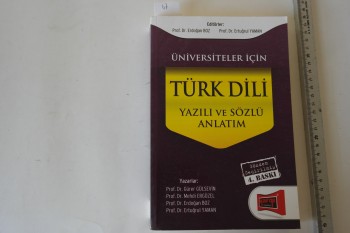 Editörler:
Prof. Dr. Erdoğan BOZ Prof. Dr. Ertuğrul YAMAN
ÜNİVERSİTELER İÇİN
TÜRK DİLİ
YAZILI VE SÖZLÜ
ANLATIM
Gözden
Geçirilmiş
4. BASKI
Yazarlar:
Prof. Dr. Gürer GÜLSEVİN
Prof. Dr. Mehdi ERGÜZEL
Prof. Dr. Erdoğan BOZ
Prof. Dr. Ertuğrul YAMAN